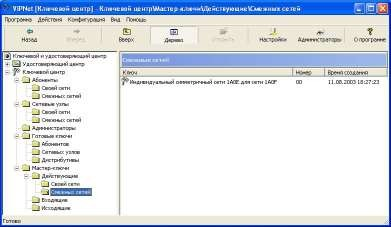 ViPNet [Ключевой центр] - Ключевой центр\Мастер-ключи\Действующие\Смежных сетей
Программа Действия Конфигурация Вид Помощь
Назад Вперед Вверх Дерево Открыть Настройки Администраторы О программе
Ключевой и удостоверяющий центр
Удостоверяющий центр
Ключевой центр
Абоненты
Своей сети
Смежных сетей
Сетевые узлы
Своей сети
Смежных сетей
Администраторы
Готовые ключи
Абонентов
Сетевых узлов
Дистрибутивы
Мастер-ключи
Действующие
Своей сети
Смежных сетей
Входящие
Исходящие
Смежных сетей
Ключ Номер Время создания
Индивидуальный симметричный сети 1A0E для сети 1A0F 00 11.08.2003 18:27:23
Готово